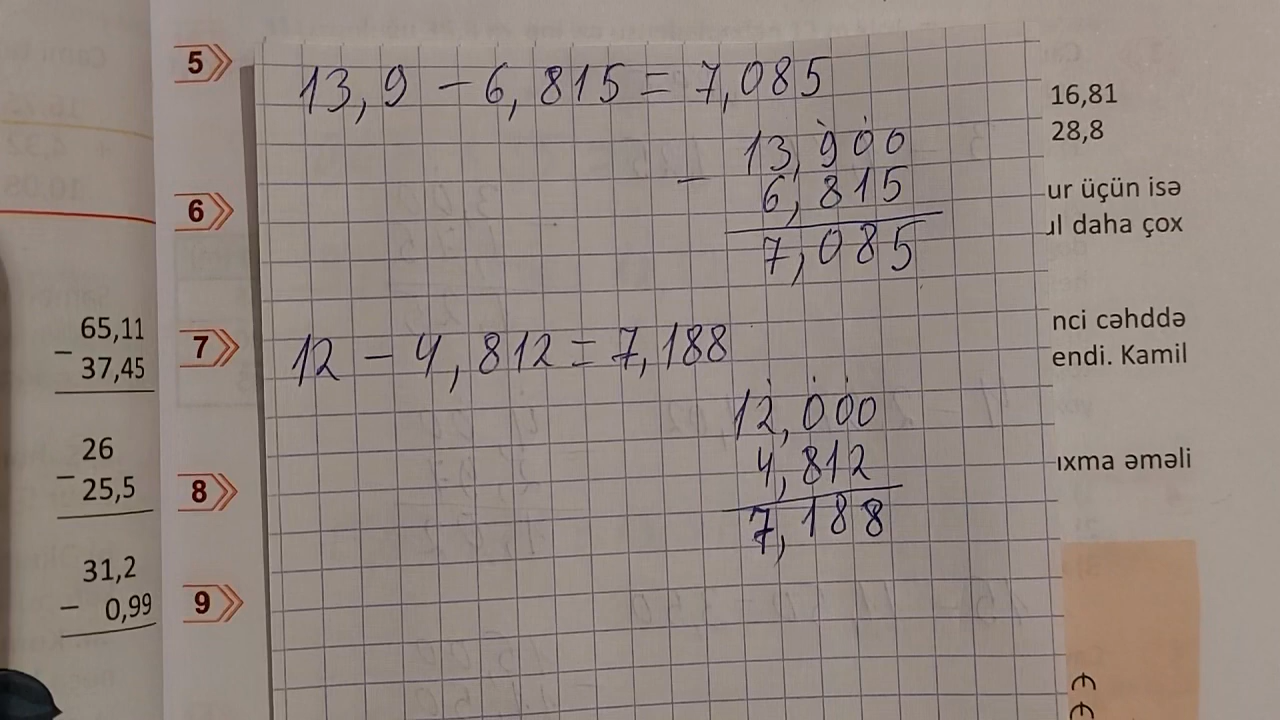 5
13,9 - 6,815 = 7,085
16,81
28,8
13,900
- 6,815
7,085
6
ur üçün isə
ul daha çox
65,11
- 37,45
7
12 - 4,812 = 7,188
nci cəhddə
endi. Kamil
12,000
4,812
7,188
26
- 25,5
8
ıxma əməli
31,2
- 0,99
9